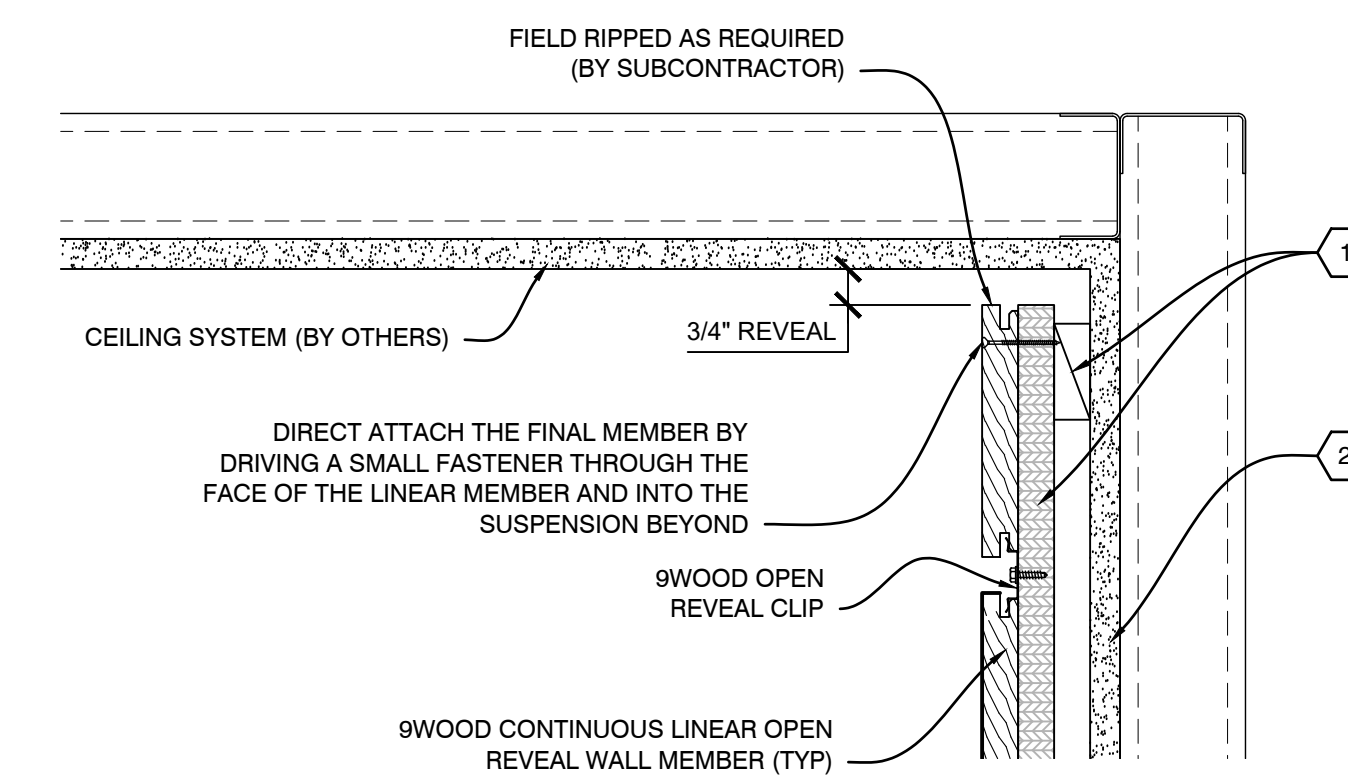 FIELD RIPPED AS REQUIRED
(BY SUBCONTRACTOR)
1
CEILING SYSTEM (BY OTHERS)
3/4" REVEAL
DIRECT ATTACH THE FINAL MEMBER BY
DRIVING A SMALL FASTENER THROUGH THE
FACE OF THE LINEAR MEMBER AND INTO THE
SUSPENSION BEYOND
2
9WOOD OPEN
REVEAL CLIP
9WOOD CONTINUOUS LINEAR OPEN
REVEAL WALL MEMBER (TYP)